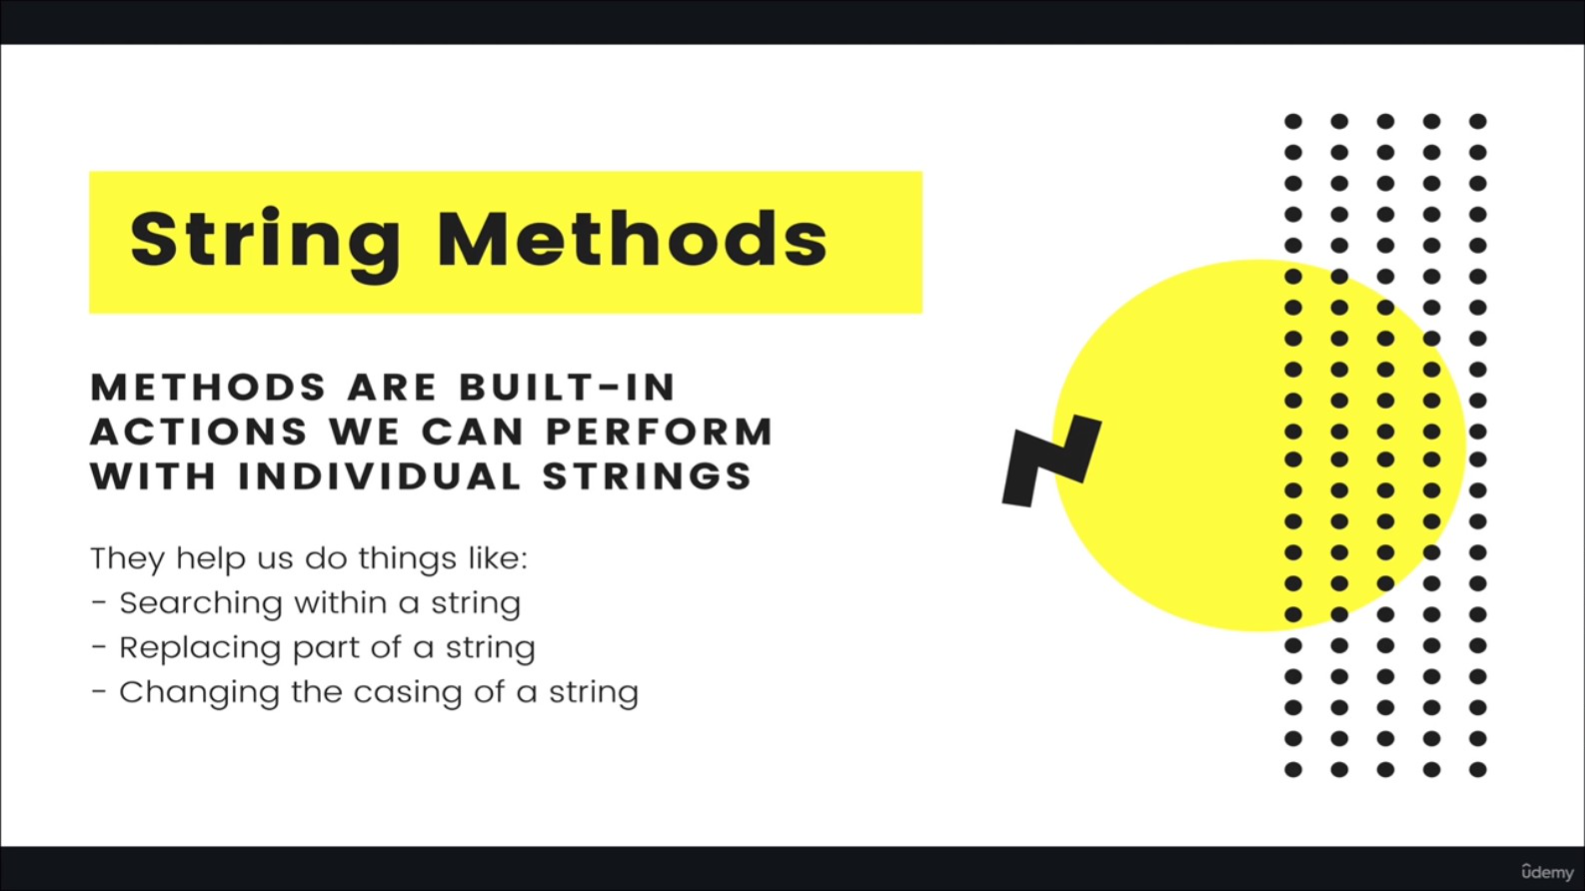 String Methods
METHODS ARE BUILT-IN
ACTIONS WE CAN PERFORM
WITH INDIVIDUAL STRINGS
They help us do things like:
- Searching within a string
- Replacing part of a string
- Changing the casing of a string
ûdemy